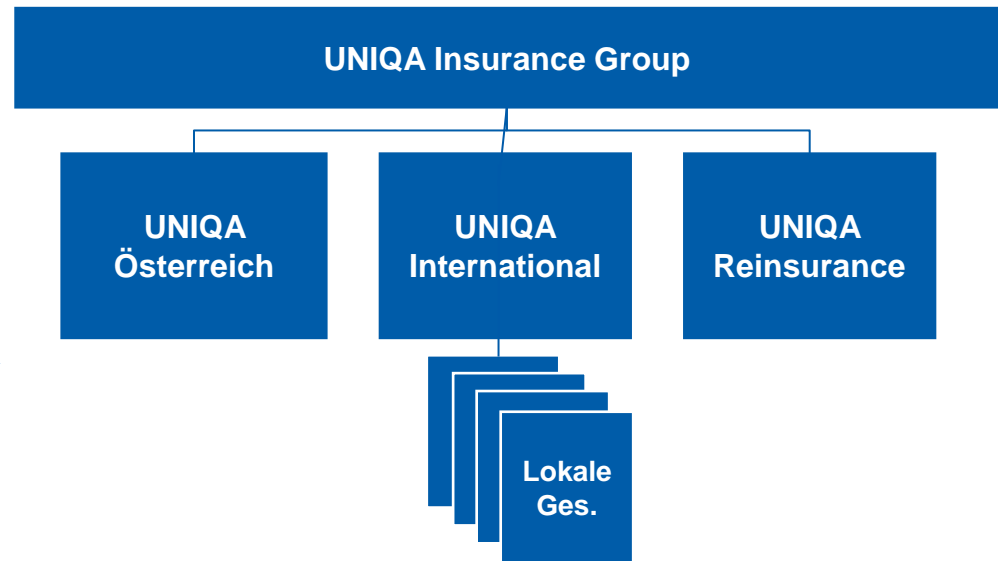 UNIQA Insurance Group
UNIQA
Österreich
UNIQA
International
UNIQA
Reinsurance
Lokale
Ges.